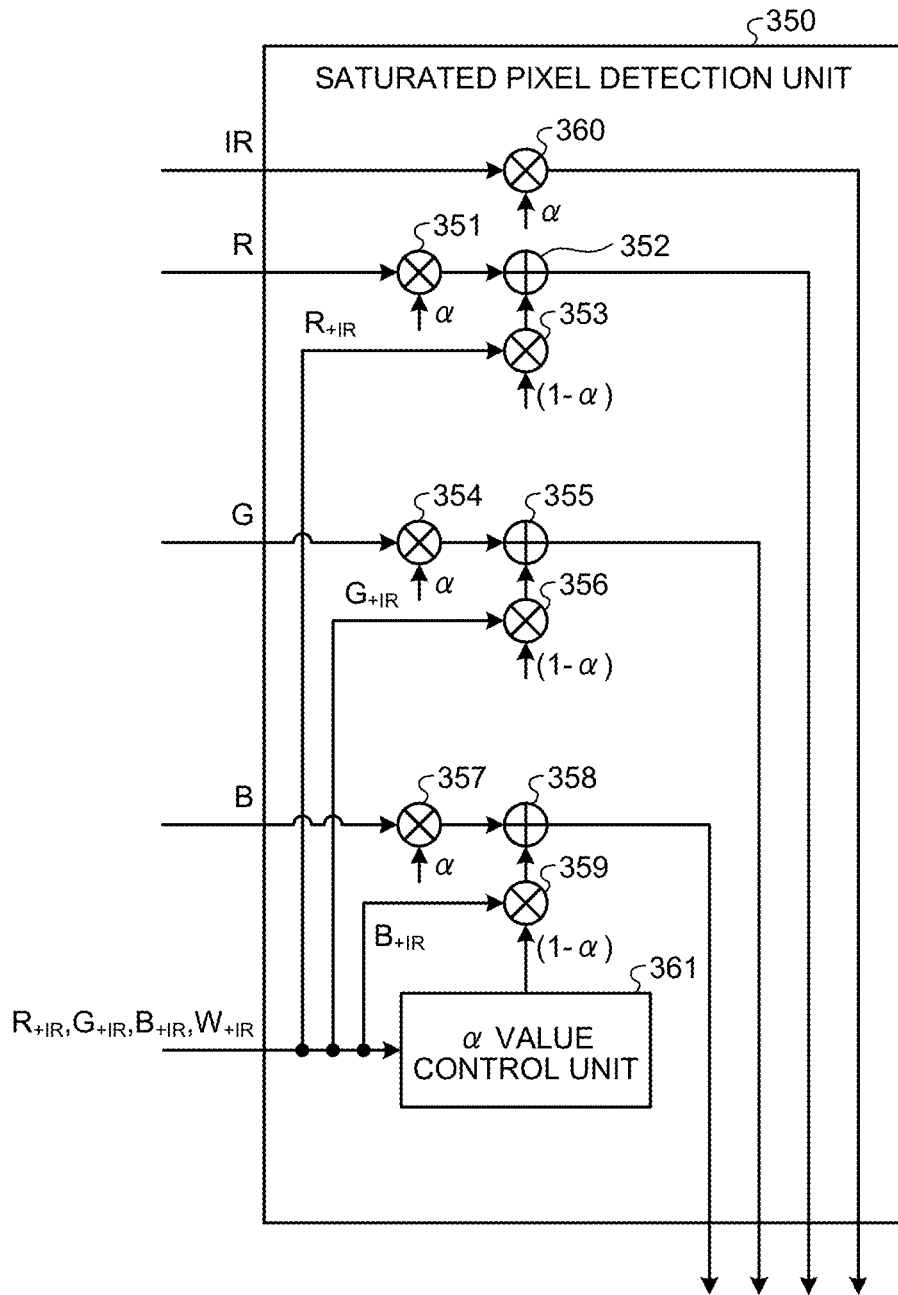 350
SATURATED PIXEL DETECTION UNIT
IR
360
α
R
351
352
α
R+IR
353
(1-α)
G
354
355
α
G+IR
356
(1-α)
B
357
358
α
359
B+IR
(1-α)
361
R+IR,G+IR,B+IR,W+IR
α VALUE
CONTROL UNIT